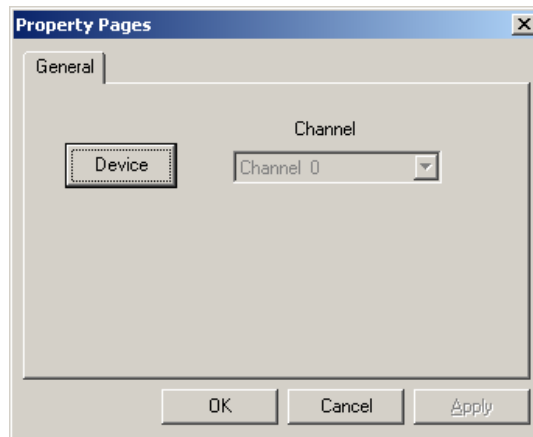 Property Pages
General
Channel
Device
Channel 0
OK Cancel Apply